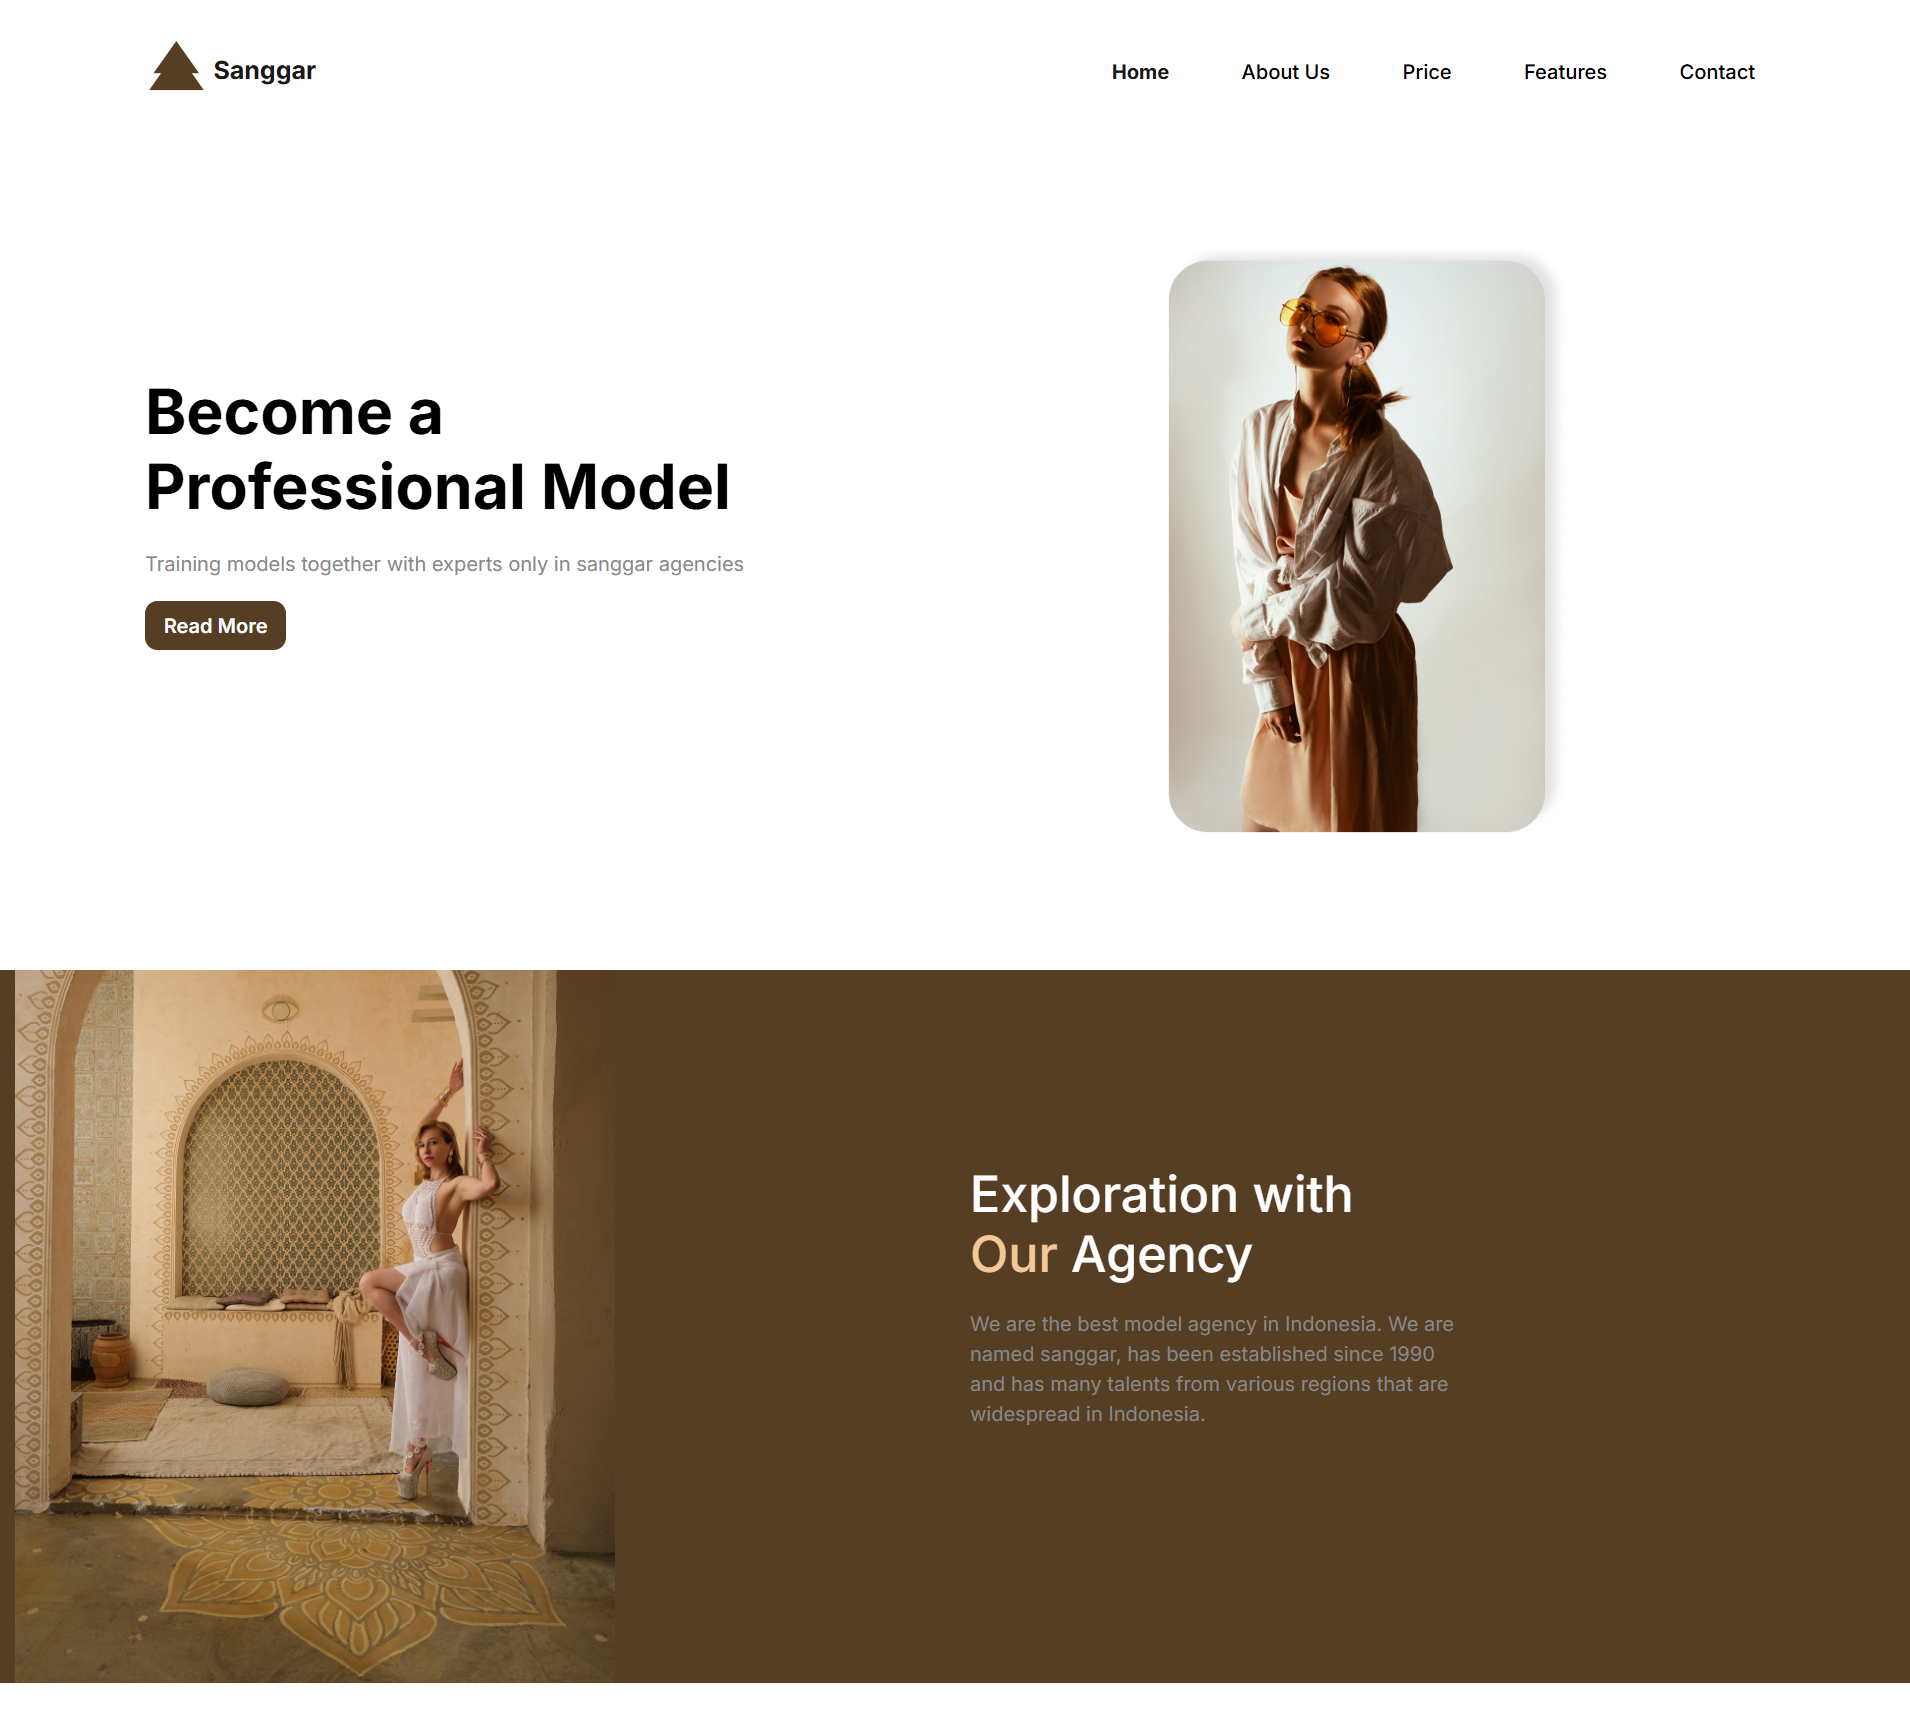 Sanggar
Home About Us Price Features Contact
Become a
Professional Model
Training models together with experts only in sanggar agencies
Read More
Exploration with
Our Agency
We are the best model agency in Indonesia. We are
named sanggar, has been established since 1990
and has many talents from various regions that are
widespread in Indonesia.